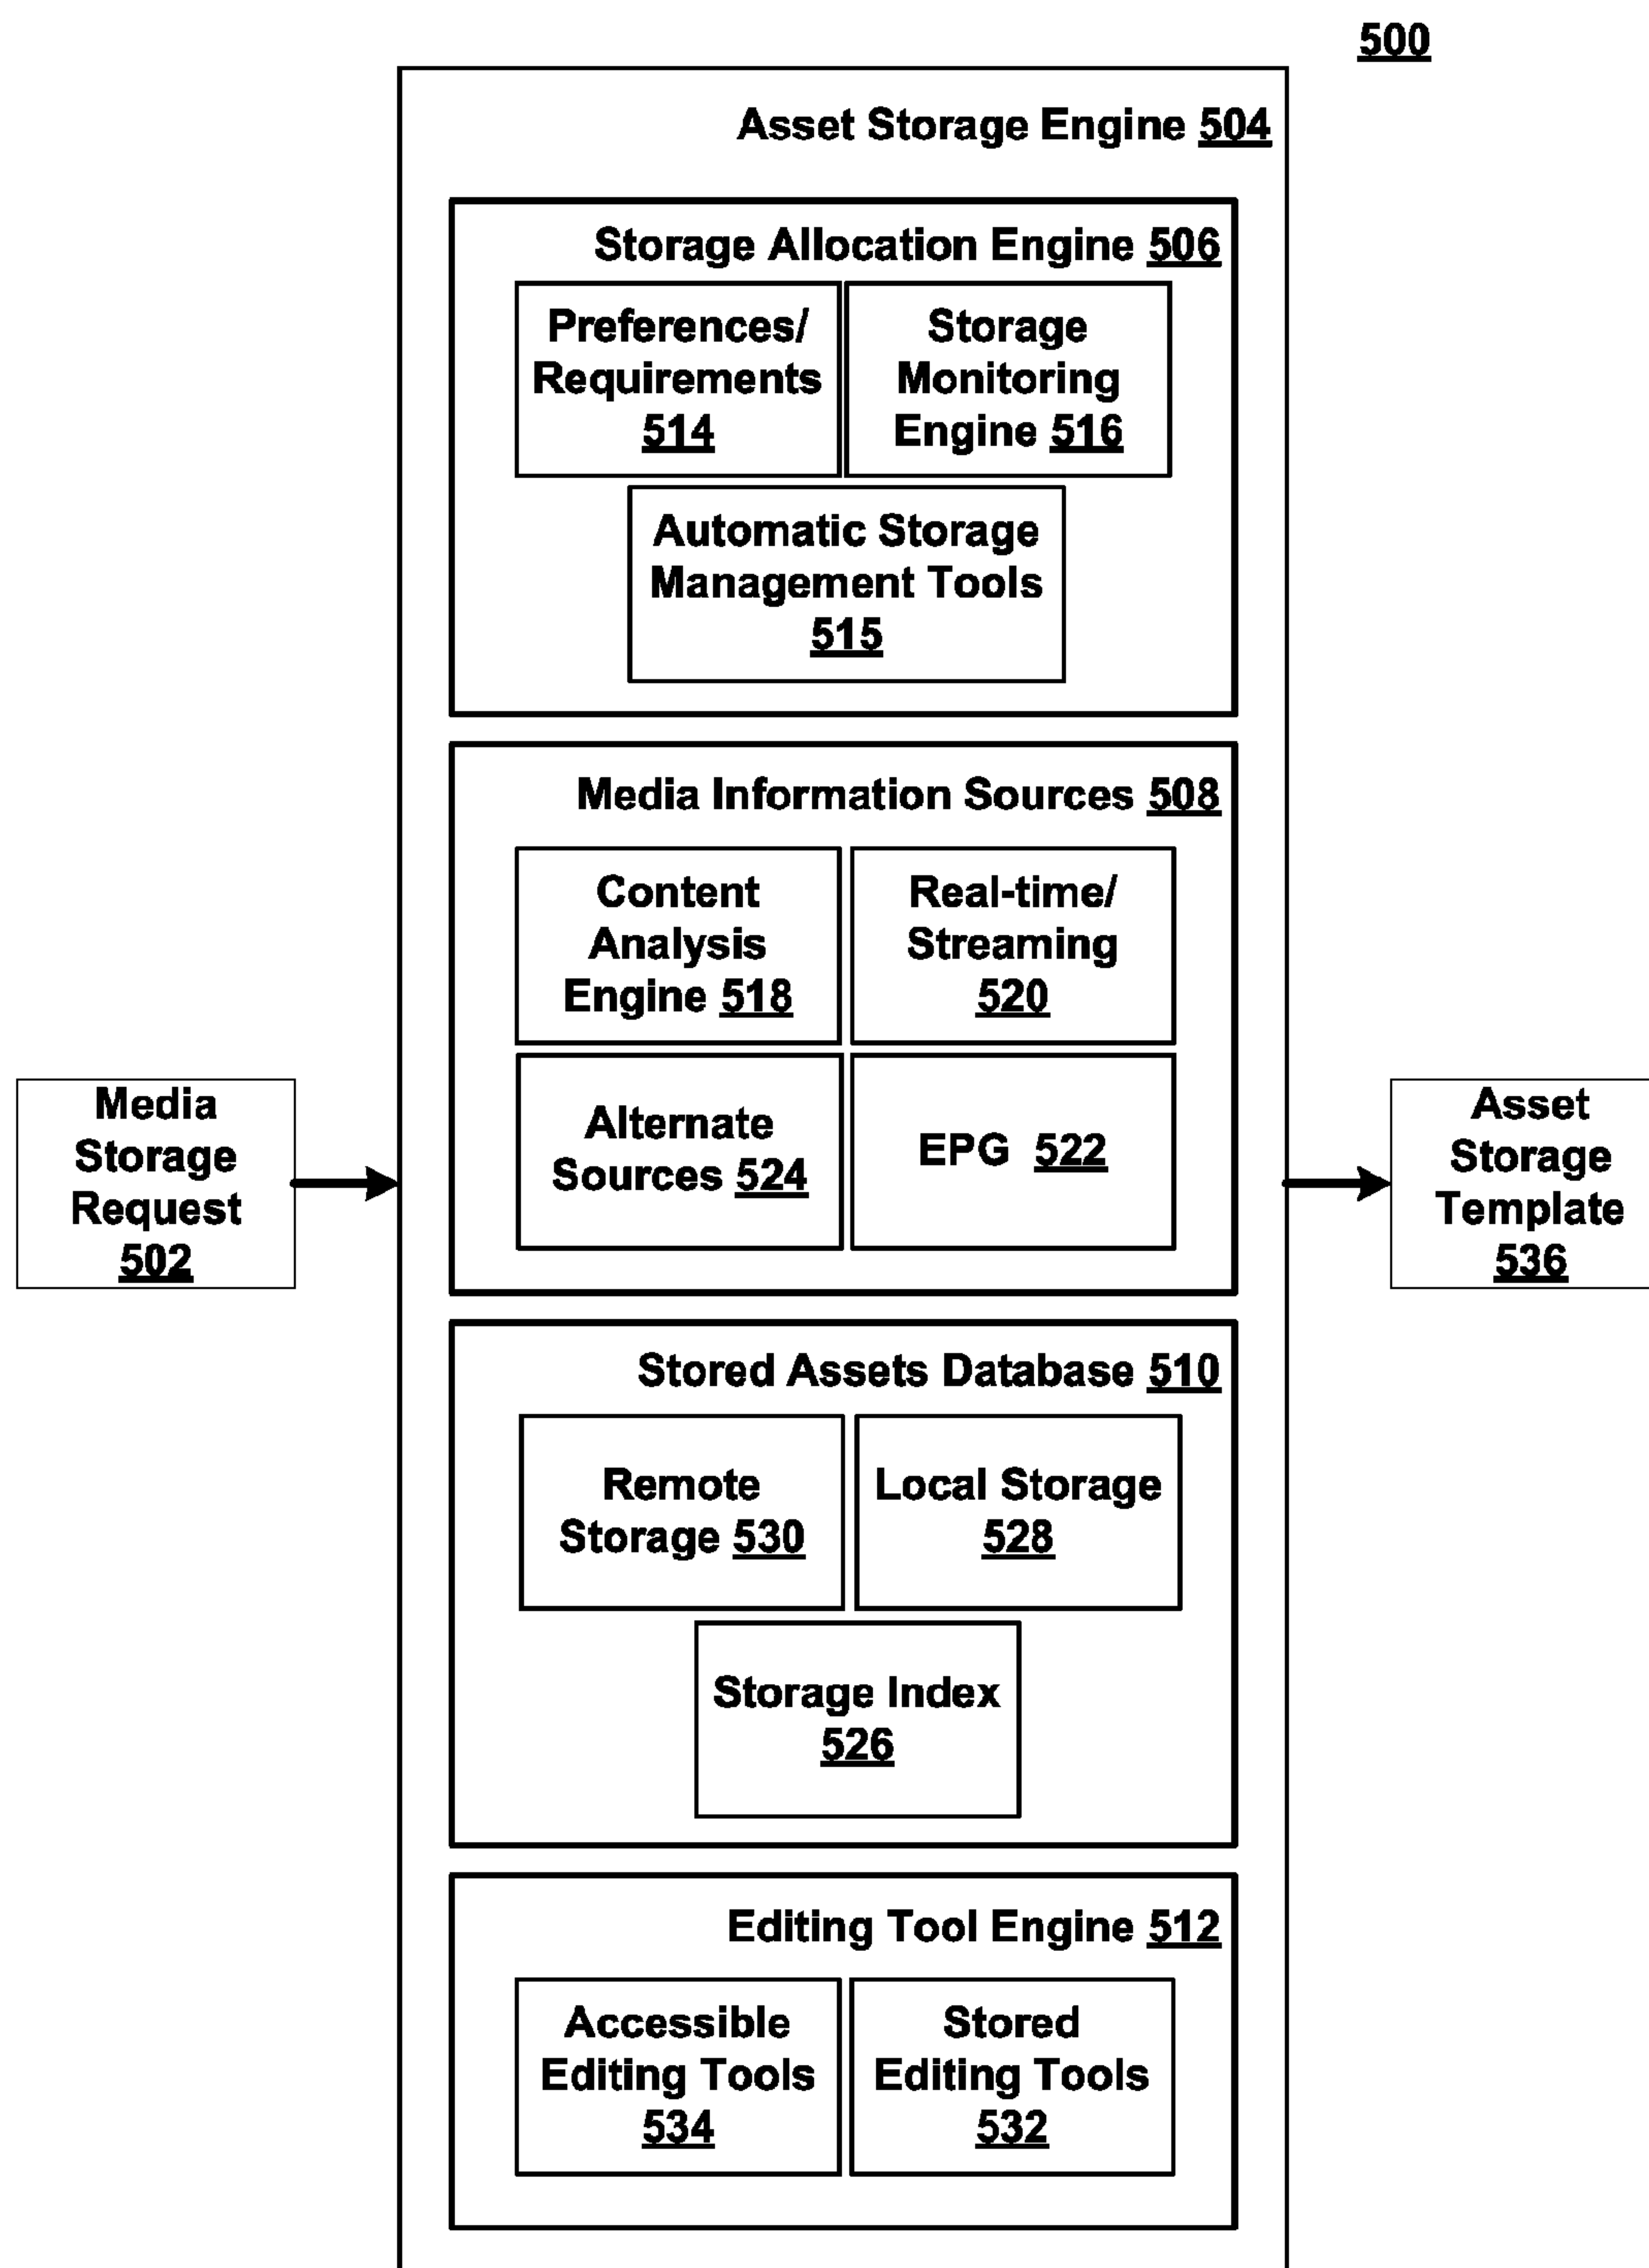 500
Asset Storage Engine 504
Storage Allocation Engine 506
Preferences/
Requirements
514
Storage
Monitoring
Engine 516
Automatic Storage
Management Tools
515
Media Information Sources 508
Content
Analysis
Engine 518
Real-time/
Streaming
520
Alternate
Sources 524
EPG 522
Media
Storage
Request
502
Asset
Storage
Template
536
Stored Assets Database 510
Remote
Storage 530
Local Storage
528
Storage Index
526
Editing Tool Engine 512
Accessible
Editing Tools
534
Stored
Editing Tools
532